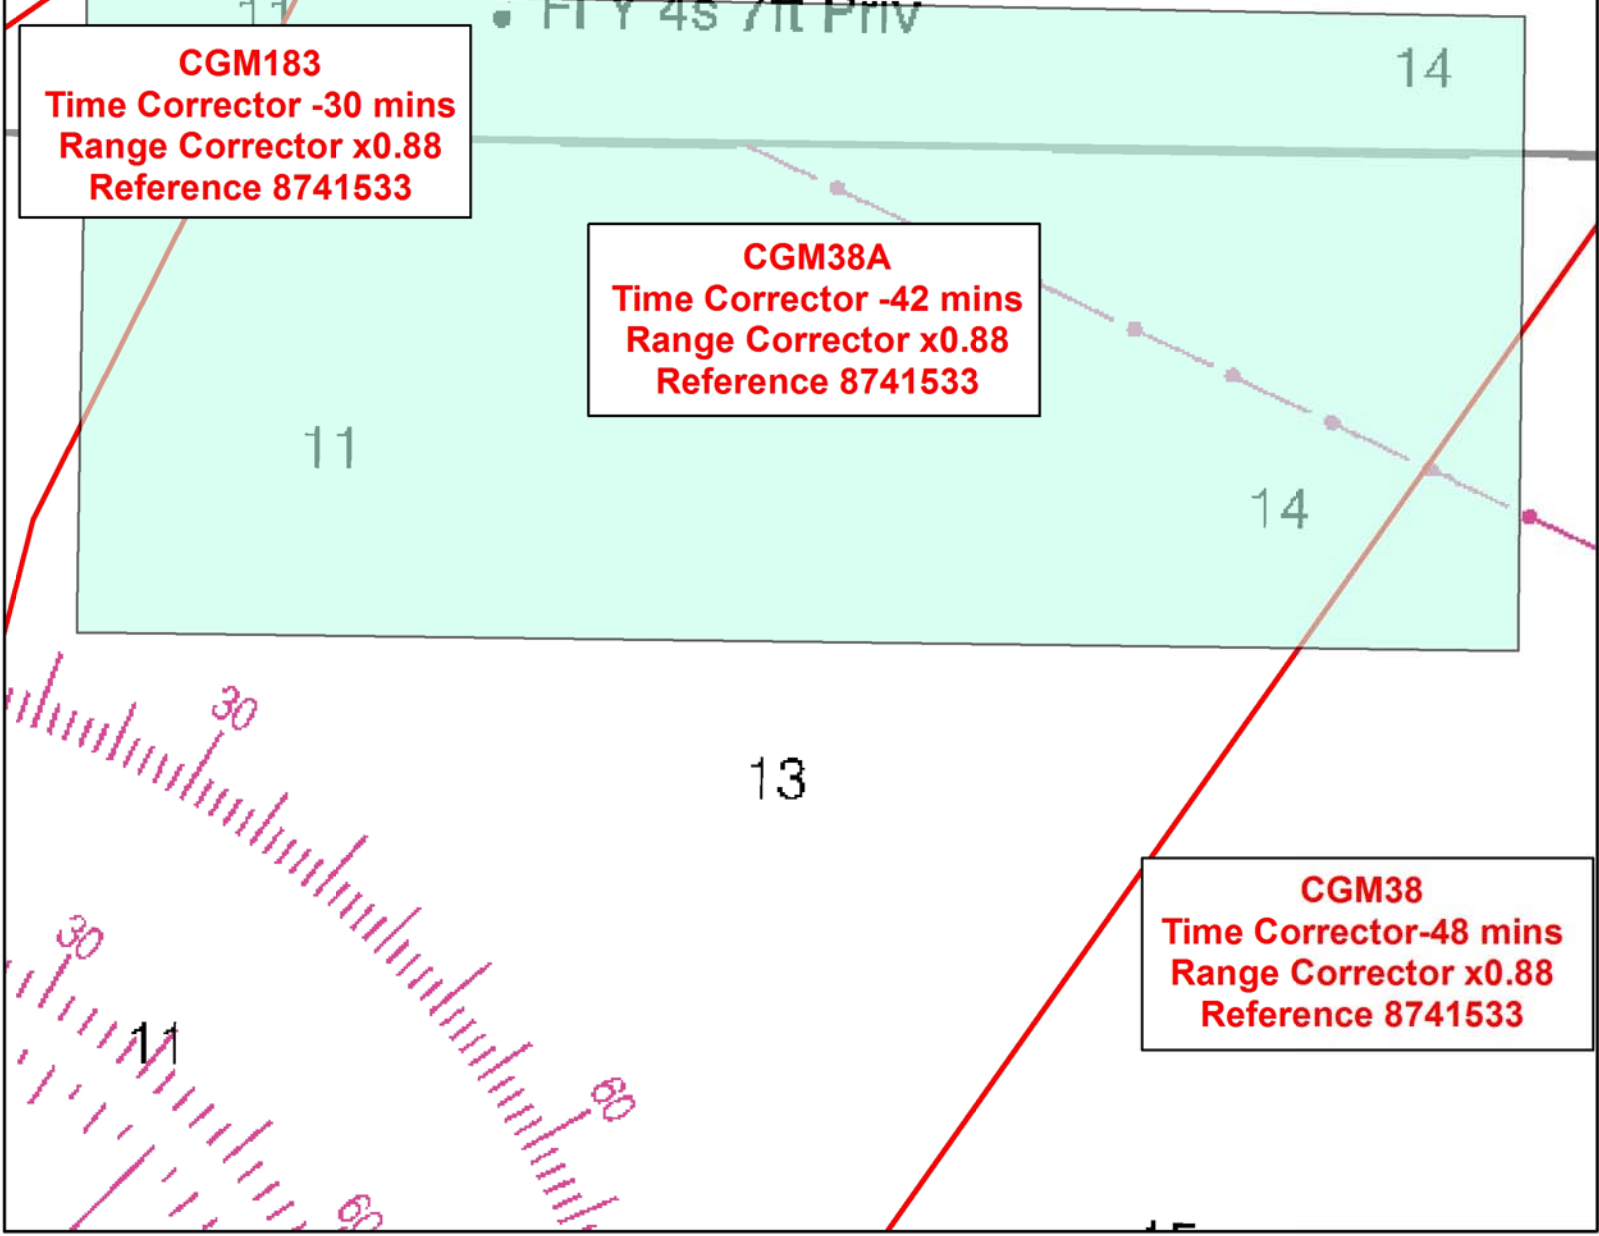 11
Fl Y 4s 7ft Priv
14
CGM183
Time Corrector -30 mins
Range Corrector x0.88
Reference 8741533
CGM38A
Time Corrector -42 mins
Range Corrector x0.88
Reference 8741533
11
14
30
13
CGM38
Time Corrector-48 mins
Range Corrector x0.88
Reference 8741533
30
11
60
60